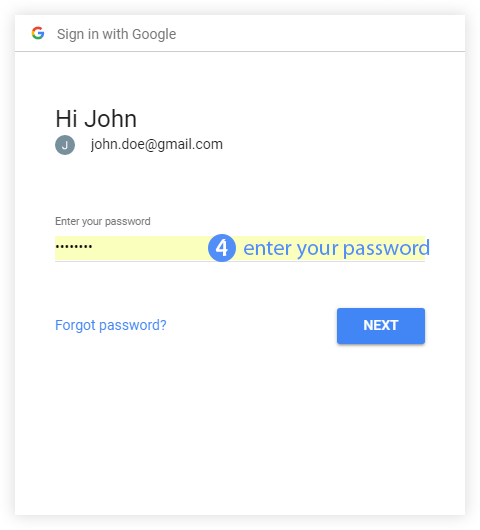 Sign in with Google
Hi John
J john.doe@gmail.com
Enter your password
•••••••• 4 enter your password
Forgot password? NEXT